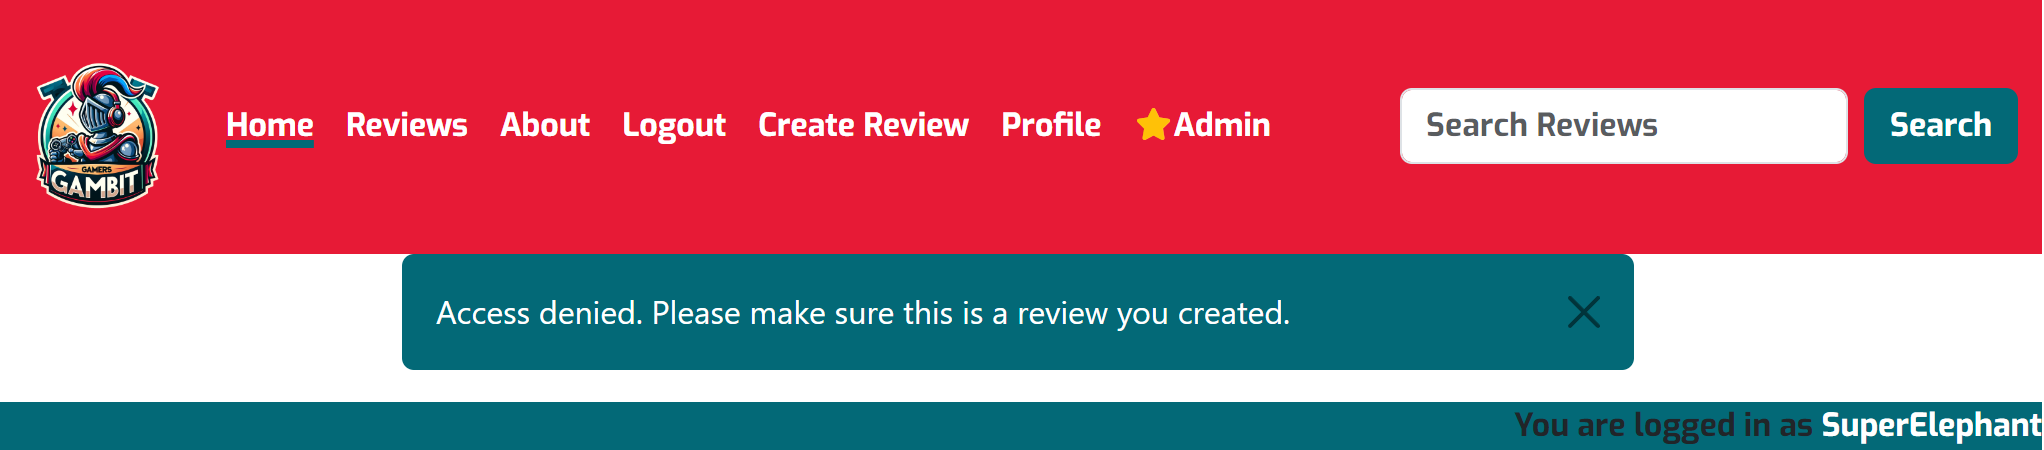 GAMERS
GAMBIT
Home Reviews About Logout Create Review Profile Admin Search Reviews Search
Access denied. Please make sure this is a review you created.
You are logged in as SuperElephant